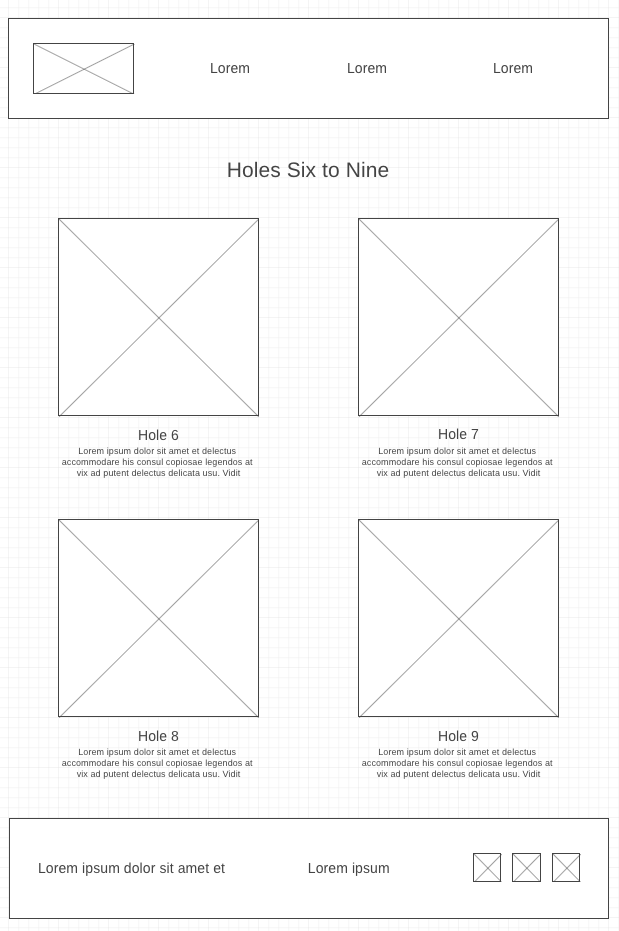 Lorem
Lorem
Lorem
Holes Six to Nine
Hole 6
Lorem ipsum dolor sit amet et delectus
accommodare his consul copiosae legendos at
vix ad putent delectus delicata usu. Vidit
Hole 7
Lorem ipsum dolor sit amet et delectus
accommodare his consul copiosae legendos at
vix ad putent delectus delicata usu. Vidit
Hole 8
Lorem ipsum dolor sit amet et delectus
accommodare his consul copiosae legendos at
vix ad putent delectus delicata usu. Vidit
Hole 9
Lorem ipsum dolor sit amet et delectus
accommodare his consul copiosae legendos at
vix ad putent delectus delicata usu. Vidit
Lorem ipsum dolor sit amet et
Lorem ipsum